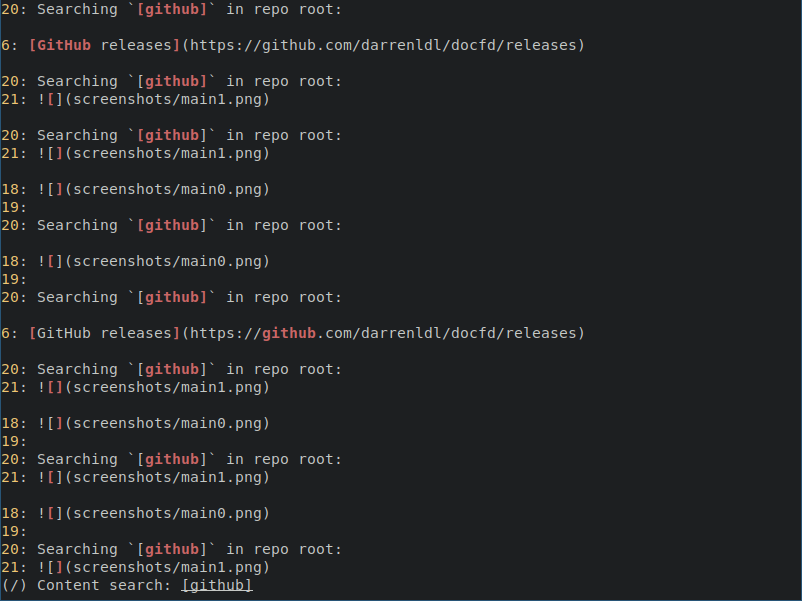 20: Searching `[github]` in repo root:
6: [GitHub releases](https://github.com/darrenldl/docfd/releases)
20: Searching `[github]` in repo root:
21: ![](screenshots/main1.png)
20: Searching `[github]` in repo root:
21: ![](screenshots/main1.png)
18: ![](screenshots/main0.png)
19:
20: Searching `[github]` in repo root:
18: ![](screenshots/main0.png)
19:
20: Searching `[github]` in repo root:
6: [GitHub releases](https://github.com/darrenldl/docfd/releases)
20: Searching `[github]` in repo root:
21: ![](screenshots/main1.png)
18: ![](screenshots/main0.png)
19:
20: Searching `[github]` in repo root:
21: ![](screenshots/main1.png)
18: ![](screenshots/main0.png)
19:
20: Searching `[github]` in repo root:
21: ![](screenshots/main1.png)
(/) Content search: [github]